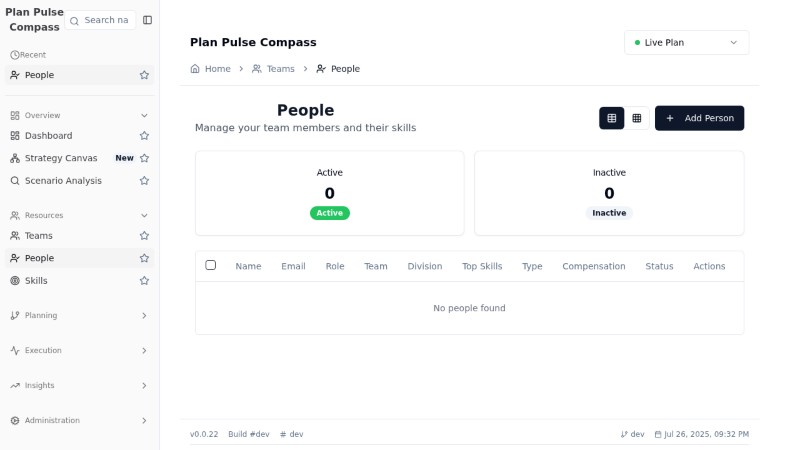 Plan Pulse
Compass
Search na
Recent
People
Overview
Dashboard
Strategy Canvas New
Scenario Analysis
Resources
Teams
People
Skills
Planning
Execution
Insights
Administration
Plan Pulse Compass
Live Plan
Home Teams People
People
Manage your team members and their skills
Add Person
Active
0
Active
Inactive
0
Inactive
Name Email Role Team Division Top Skills Type Compensation Status Actions
No people found
v0.0.22 Build #dev # dev dev Jul 26, 2025, 09:32 PM